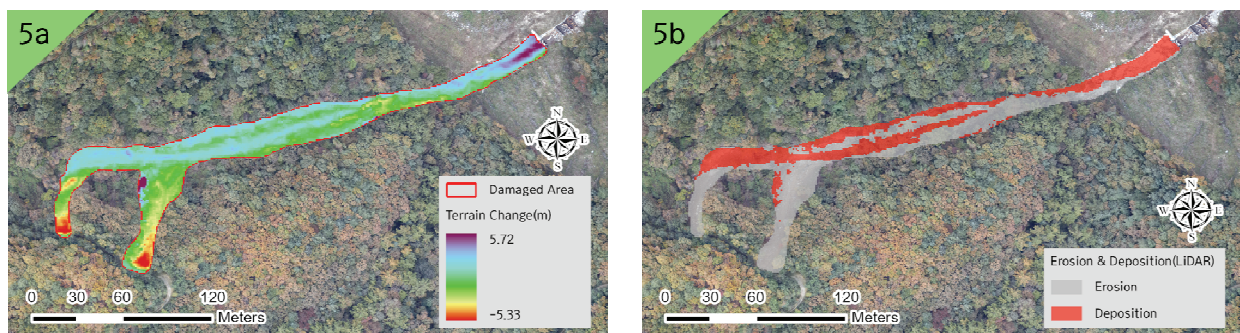 5a
N
W E
S
Damaged Area
Terrain Change(m)
5.72
-5.33
0 30 60 120
Meters
5b
N
W E
S
Erosion & Deposition(LiDAR)
Erosion
Deposition
0 30 60 120
Meters